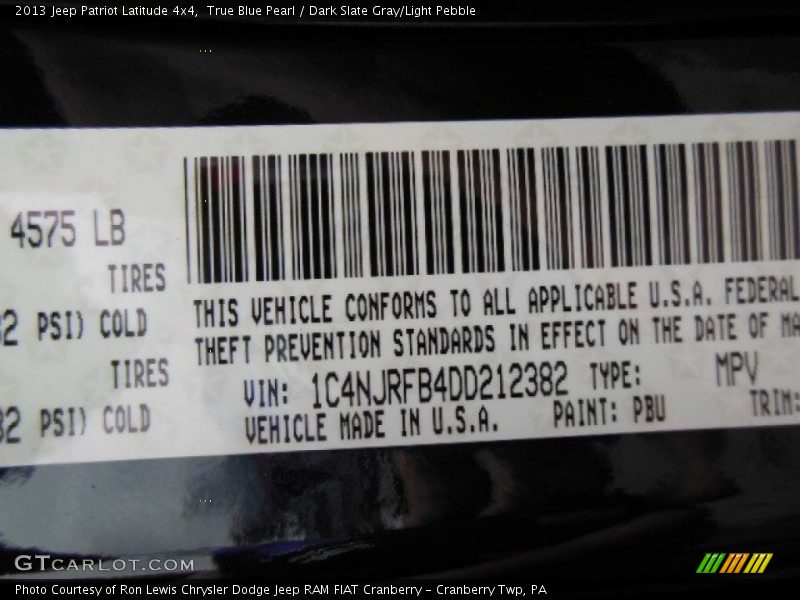 2013 Jeep Patriot Latitude 4x4,  True Blue Pearl / Dark Slate Gray/Light Pebble
4575 LB
TIRES
THIS VEHICLE CONFORMS TO ALL APPLICABLE U.S.A. FEDERAL
PSI) COLD
THEFT PREVENTION STANDARDS IN EFFECT ON THE DATE OF
TIRES
VIN: 1C4NJRFB4DD212382 TYPE: MPV
PSI) COLD
VEHICLE MADE IN U.S.A. PAINT: PBU TRIM:
GTCARLOT.COM
Photo Courtesy of Ron Lewis Chrysler Dodge Jeep RAM FIAT Cranberry – Cranberry Twp, PA